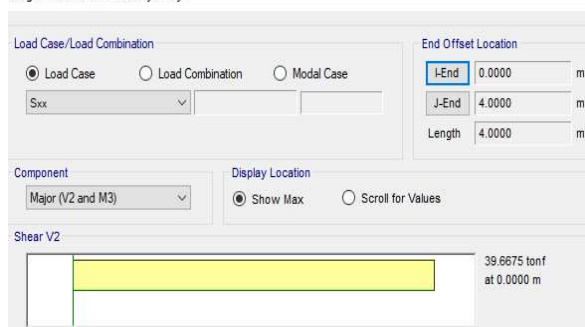 Load Case/Load Combination
End Offset Location
Load Case Load Combination Modal Case
I-End 0.0000 m
Sxx
J-End 4.0000 m
Length 4.0000 m
Component
Display Location
Major (V2 and M3)
Show Max Scroll for Values
Shear V2
39.6675 tonf
at 0.0000 m